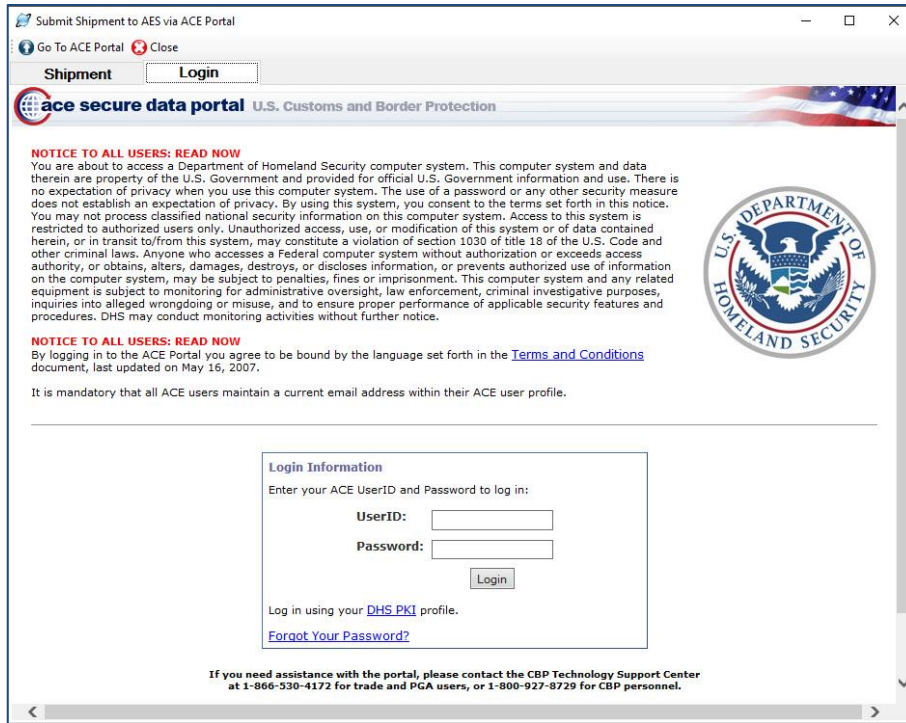 Submit Shipment to AES via ACE Portal
Go To ACE Portal Close
Shipment Login
ace secure data portal U.S. Customs and Border Protection
NOTICE TO ALL USERS: READ NOW
You are about to access a Department of Homeland Security computer system. This computer system and data
therein are property of the U.S. Government and provided for official U.S. Government information and use. There is
no expectation of privacy when you use this computer system. The use of a password or any other security measure
does not establish an expectation of privacy. By using this system, you consent to the terms set forth in this notice.
You may not process classified national security information on this computer system. Access to this system is
restricted to authorized users only. Unauthorized access, use, or modification of this system or of data contained
herein, or in transit to/from this system, may constitute a violation of section 1030 of title 18 of the U.S. Code and
other criminal laws. Anyone who accesses a Federal computer system without authorization or exceeds access
authority, or obtains, alters, damages, destroys, or discloses information, or prevents authorized use of information
on the computer system, may be subject to penalties, fines or imprisonment. This computer system and any related
equipment is subject to monitoring for administrative oversight, law enforcement, criminal investigative purposes,
inquiries into alleged wrongdoing or misuse, and to ensure proper performance of applicable security features and
procedures. DHS may conduct monitoring activities without further notice.
U.S. DEPARTMENT OF
HOMELAND SECURITY
NOTICE TO ALL USERS: READ NOW
By logging in to the ACE Portal you agree to be bound by the language set forth in the Terms and Conditions
document, last updated on May 16, 2007.
It is mandatory that all ACE users maintain a current email address within their ACE user profile.
Login Information
Enter your ACE UserID and Password to log in:
UserID:
Password:
Login
Log in using your DHS PKI profile.
Forgot Your Password?
If you need assistance with the portal, please contact the CBP Technology Support Center
at 1-866-530-4172 for trade and PGA users, or 1-800-927-8729 for CBP personnel.